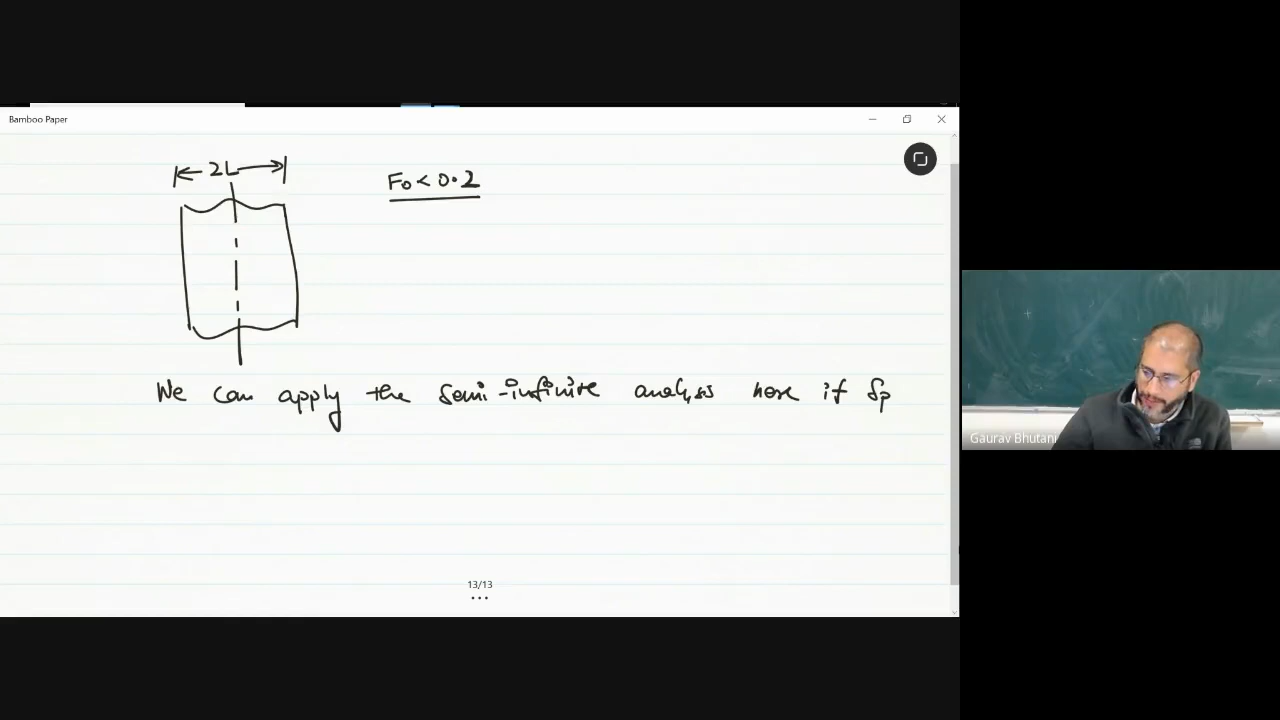 Bamboo Paper
2L
Fo < 0.2
We can apply the semi-infinite analysis here if δp
13/13
Gaurav Bhutani